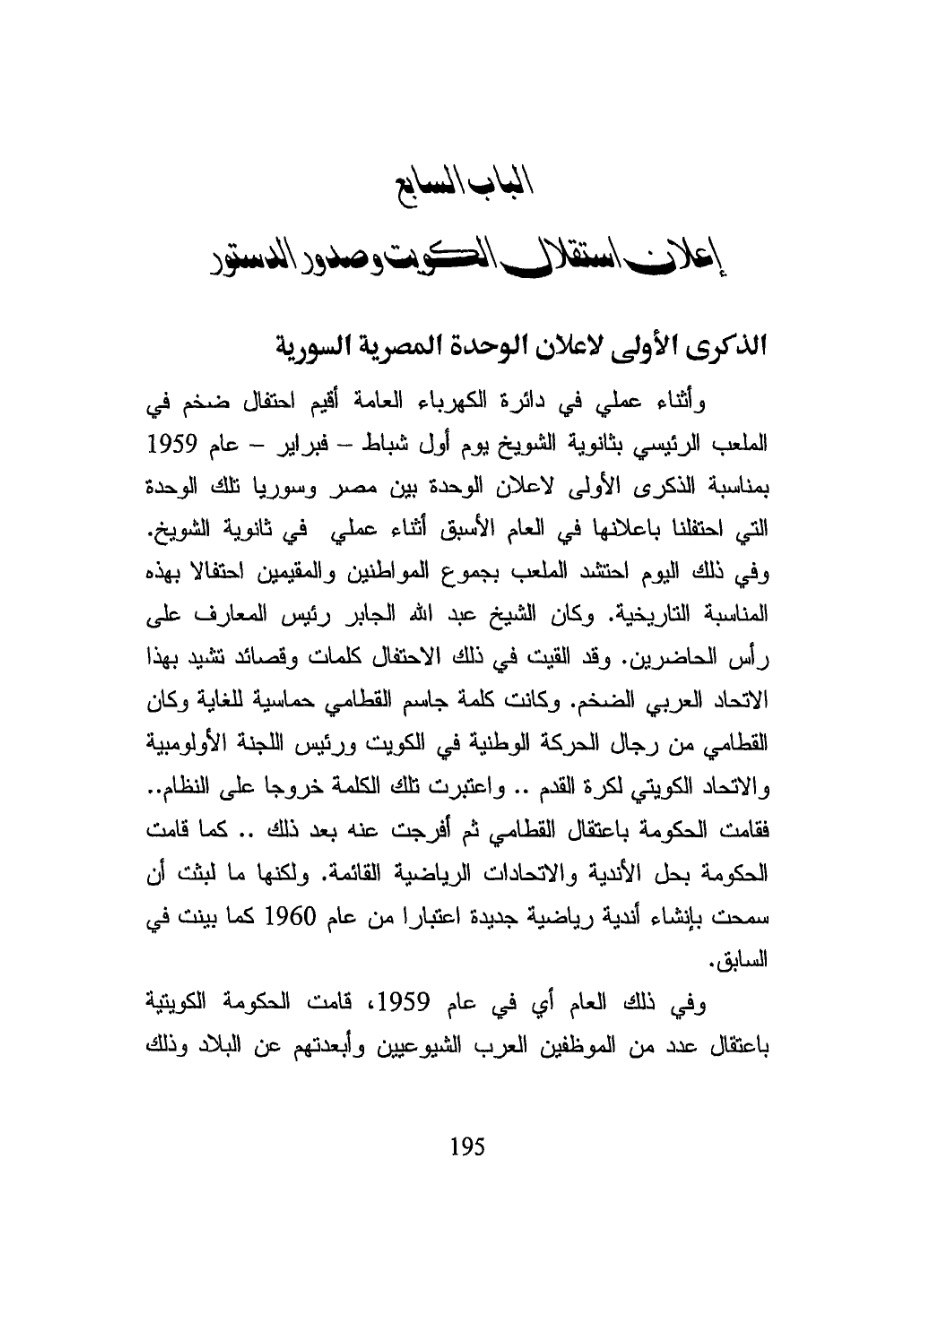 الباب السابع
إعلان استقلال الكويت وصدور الدستور
الذكرى الأولى لاعلان الوحدة المصرية السورية
وأثناء عملي في دائرة الكهرباء العامة أقيم احتفال ضخم في
الملعب الرئيسي بثانوية الشويخ يوم أول شباط – فبراير – عام 1959
بمناسبة الذكرى الأولى لاعلان الوحدة بين مصر وسوريا تلك الوحدة
التي احتفلنا باعلانها في العام الأسبق أثناء عملي في ثانوية الشويخ.
وفي ذلك اليوم احتشد الملعب بجموع المواطنين والمقيمين احتفالا بهذه
المناسبة التاريخية. وكان الشيخ عبد الله الجابر رئيس المعارف على
رأس الحاضرين. وقد القيت في ذلك الاحتفال كلمات وقصائد تشيد بهذا
الاتحاد العربي الضخم. وكانت كلمة جاسم القطامي حماسية للغاية وكان
القطامي من رجال الحركة الوطنية في الكويت ورئيس اللجنة الأولومبية
والاتحاد الكويتي لكرة القدم .. واعتبرت تلك الكلمة خروجا على النظام..
فقامت الحكومة باعتقال القطامي ثم أفرجت عنه بعد ذلك .. كما قامت
الحكومة بحل الأندية والاتحادات الرياضية القائمة. ولكنها ما لبثت أن
سمحت بإنشاء أندية رياضية جديدة اعتبارا من عام 1960 كما بينت في
السابق.
وفي ذلك العام أي في عام 1959، قامت الحكومة الكويتية
باعتقال عدد من الموظفين العرب الشيوعيين وأبعدتهم عن البلاد وذلك
195